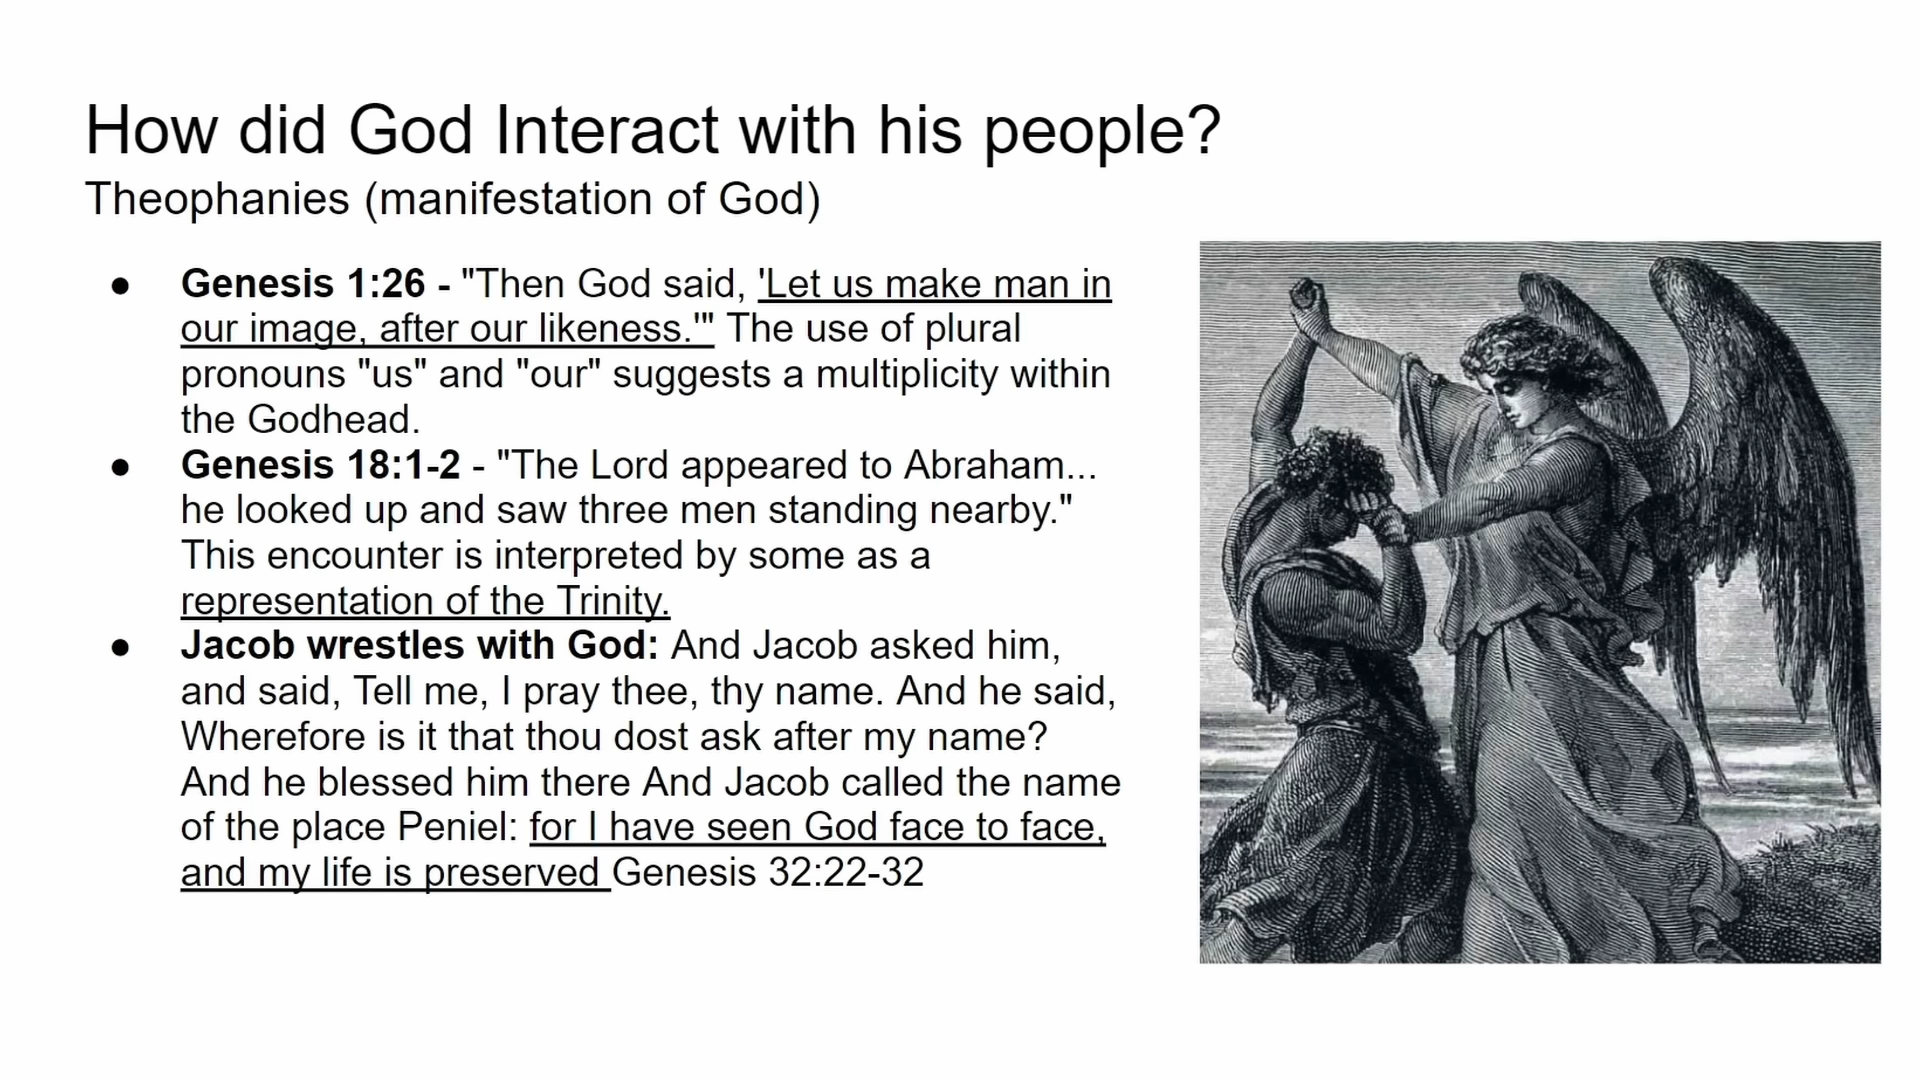 How did God Interact with his people?
Theophanies (manifestation of God)
● Genesis 1:26 - "Then God said, 'Let us make man in
our image, after our likeness.'" The use of plural
pronouns "us" and "our" suggests a multiplicity within
the Godhead.
● Genesis 18:1-2 - "The Lord appeared to Abraham...
he looked up and saw three men standing nearby."
This encounter is interpreted by some as a
representation of the Trinity.
● Jacob wrestles with God: And Jacob asked him,
and said, Tell me, I pray thee, thy name. And he said,
Wherefore is it that thou dost ask after my name?
And he blessed him there And Jacob called the name
of the place Peniel: for I have seen God face to face,
and my life is preserved Genesis 32:22-32